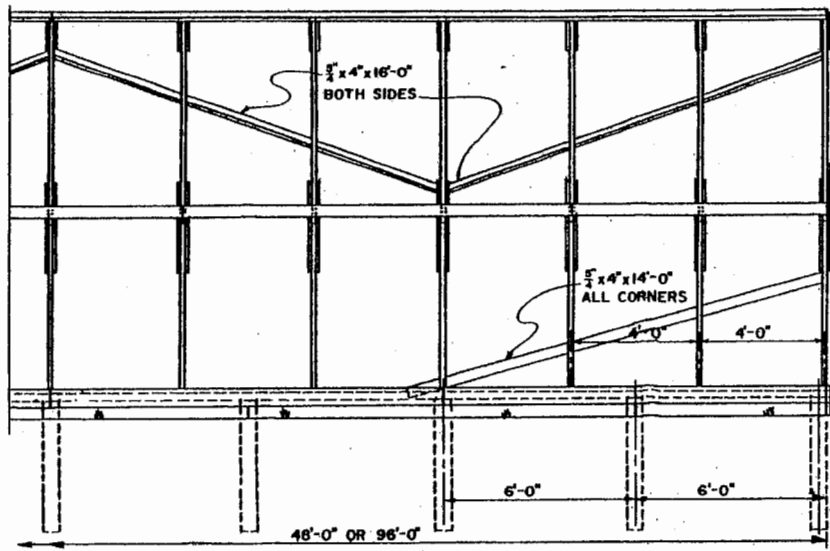 5/4" x 4" x 16'-0"
BOTH SIDES
5/4" x 4" x 14'-0"
ALL CORNERS
4'-0"
4'-0"
6'-0"
6'-0"
48'-0" OR 96'-0"